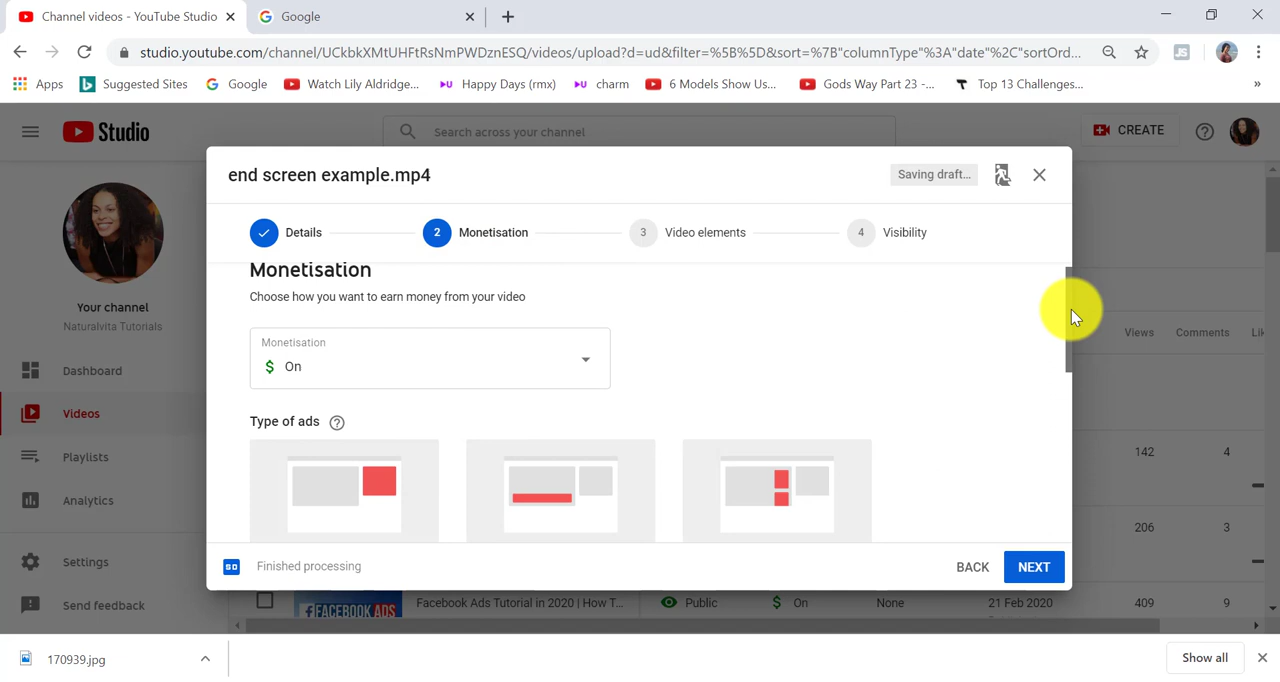 Channel videos - YouTube Studio
Google
studio.youtube.com/channel/UCkbkXMtUHFtRsNmPWDznESQ/videos/upload?d=ud&filter=%5B%5D&sort=%7B"columnType"%3A"date"%2C"sortOrd...
JS
Apps
Suggested Sites
Google
Watch Lily Aldridge...
Happy Days (rmx)
charm
6 Models Show Us...
Gods Way Part 23 -...
Top 13 Challenges...
»
Studio
Search across your channel
CREATE
Your channel
Naturalvita Tutorials
Dashboard
Videos
Playlists
Analytics
Settings
Send feedback
end screen example.mp4
Saving draft...
Details
2
Monetisation
3
Video elements
4
Visibility
Monetisation
Choose how you want to earn money from your video
Monetisation
$ On
Type of ads
SD
Finished processing
BACK
NEXT
Views
Comments
Lik
142
4
206
3
FACEBOOK ADS
Facebook Ads Tutorial in 2020 | How T...
Public
$ On
None
21 Feb 2020
409
9
170939.jpg
Show all